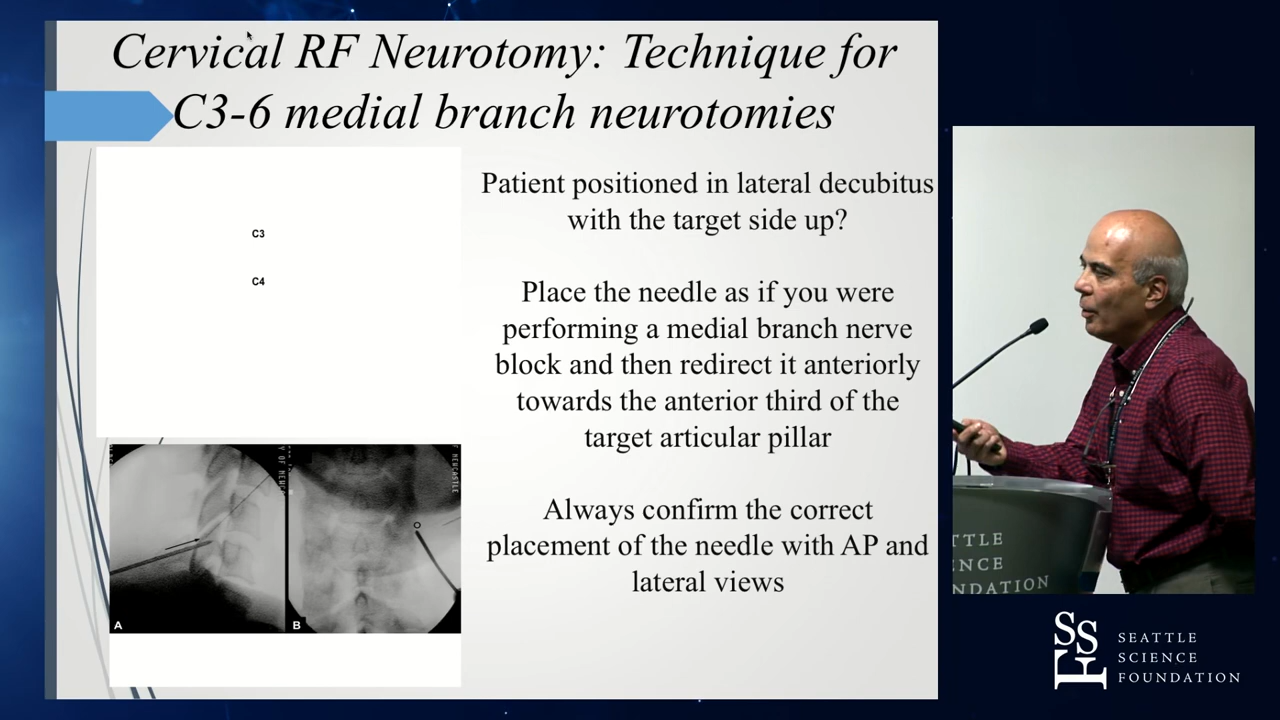 Cervical RF Neurotomy: Technique for
C3-6 medial branch neurotomies
C3
C4
Patient positioned in lateral decubitus
with the target side up?
Place the needle as if you were
performing a medial branch nerve
block and then redirect it anteriorly
towards the anterior third of the
target articular pillar
Always confirm the correct
placement of the needle with AP and
lateral views
NEWCASTLE
A
B
TTLE
ENCE
NDATION
SSF
SEATTLE
SCIENCE
FOUNDATION